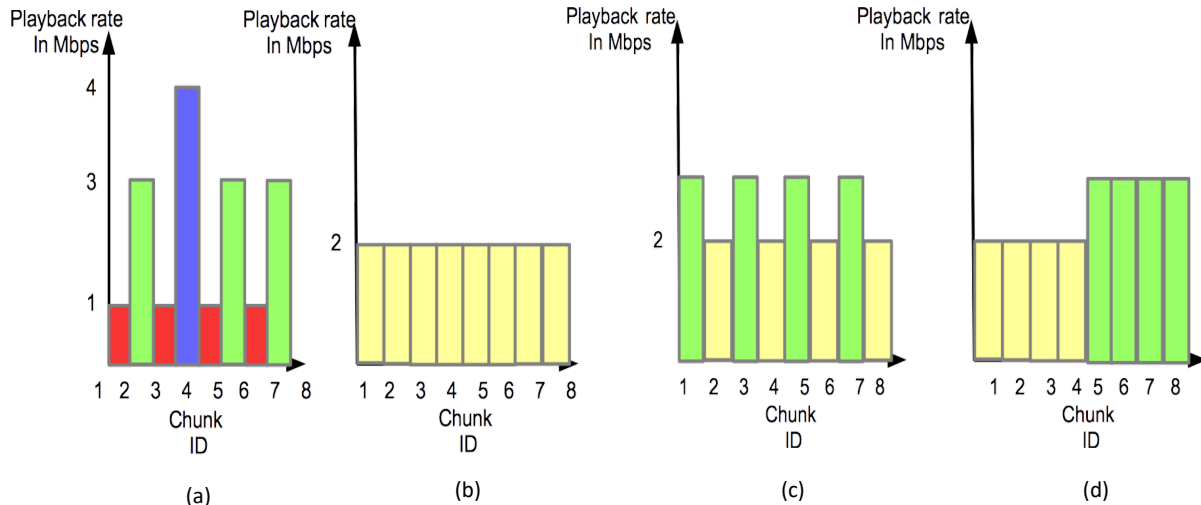 Playback rate
In Mbps
4
3
1
1 2 3 4 5 6 7 8
Chunk
ID
(a)
Playback rate
In Mbps
2
1 2 3 4 5 6 7 8
Chunk
ID
(b)
Playback rate
In Mbps
2
1 2 3 4 5 6 7 8
Chunk
ID
(c)
Playback rate
In Mbps
1 2 3 4 5 6 7 8
Chunk
ID
(d)